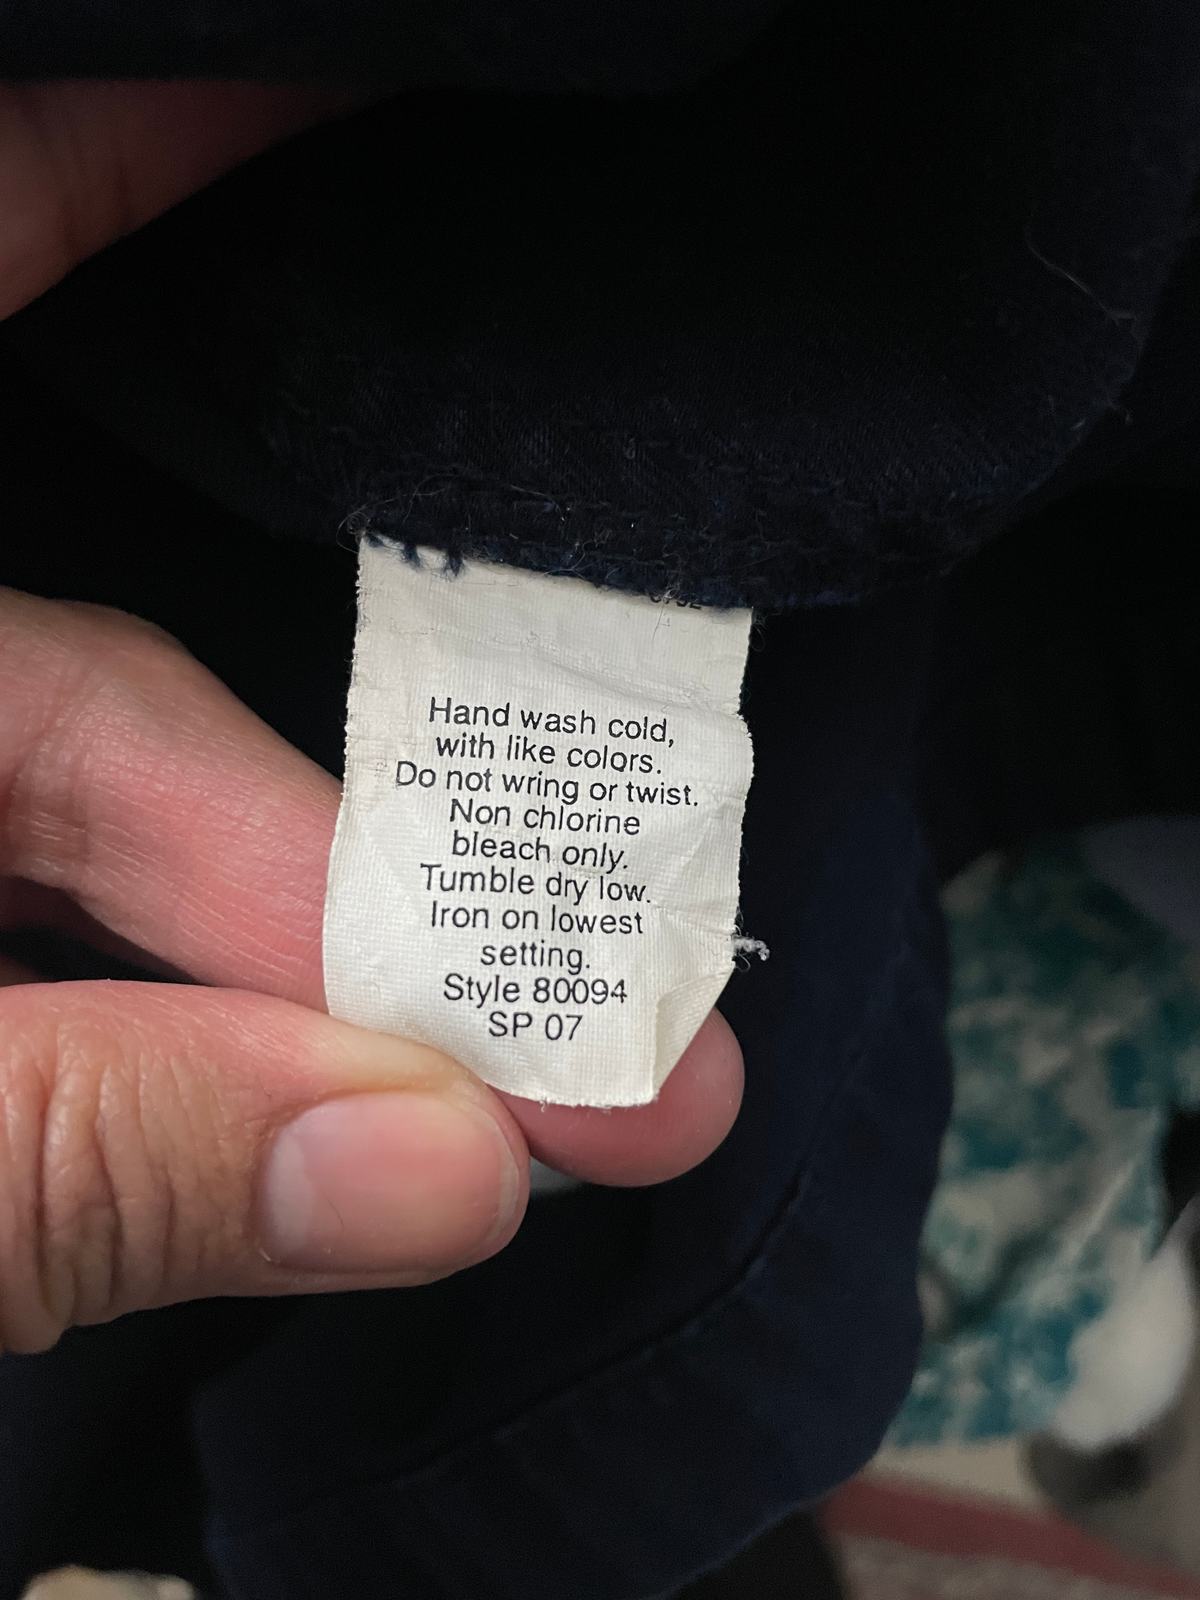 Hand wash cold,
with like colors.
Do not wring or twist.
Non chlorine
bleach only.
Tumble dry low.
Iron on lowest
setting.
Style 80094
SP 07